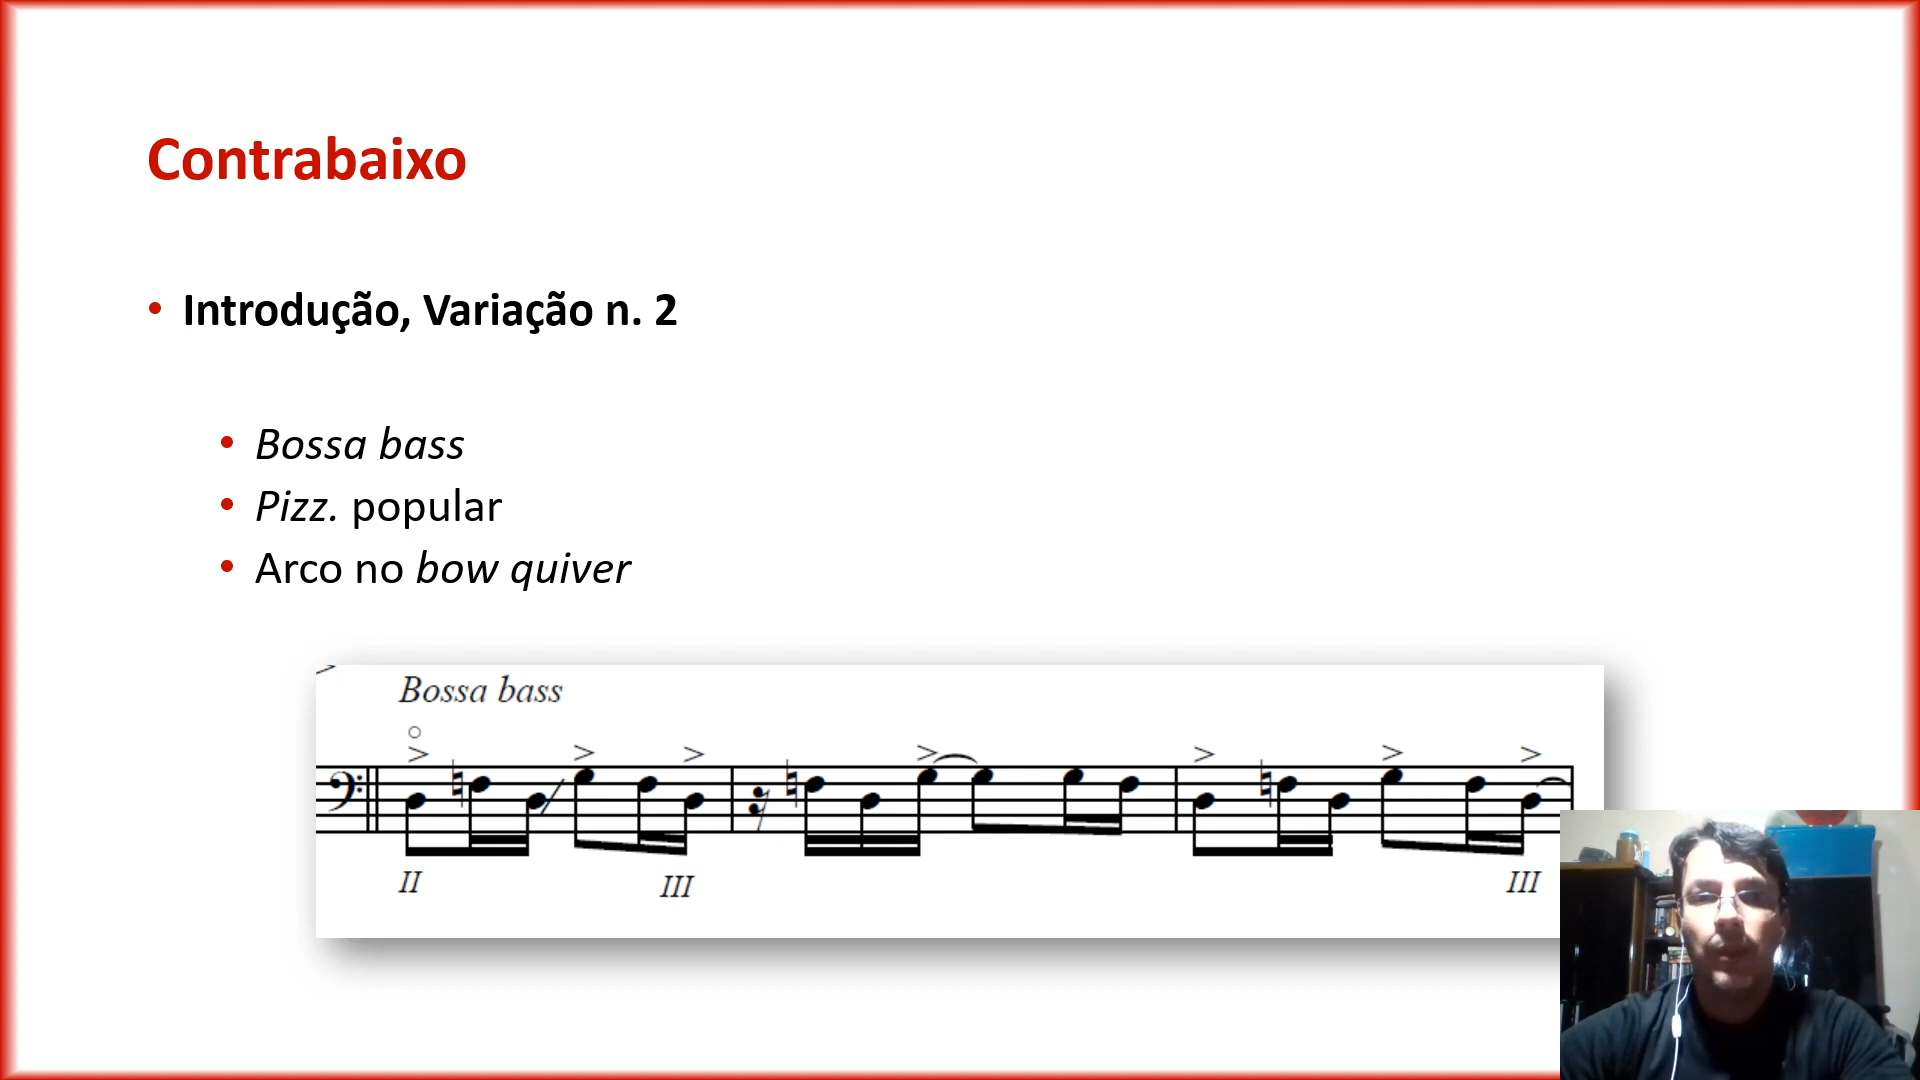 Contrabaixo
• Introdução, Variação n. 2
• Bossa bass
• Pizz. popular
• Arco no bow quiver
Bossa bass
II III III